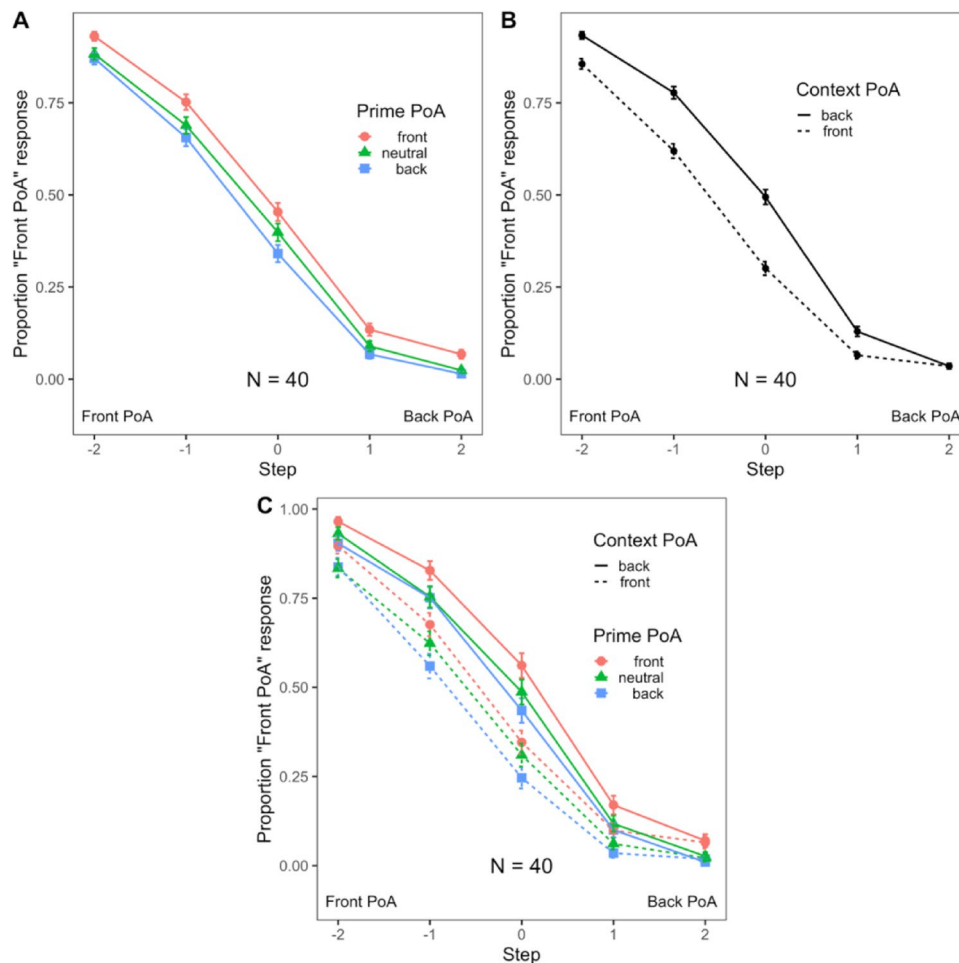 A
Proportion "Front PoA" response
0.75
0.50
0.25
0.00
Prime PoA
front
neutral
back
N = 40
Front PoA
Back PoA
-2 -1 0 1 2
Step
B
Proportion "Front PoA" response
0.75
0.50
0.25
0.00
Context PoA
back
front
N = 40
Front PoA
Back PoA
-2 -1 0 1 2
Step
C
Proportion "Front PoA" response
1.00
0.75
0.50
0.25
0.00
Context PoA
back
front
Prime PoA
front
neutral
back
N = 40
Front PoA
Back PoA
-2 -1 0 1 2
Step